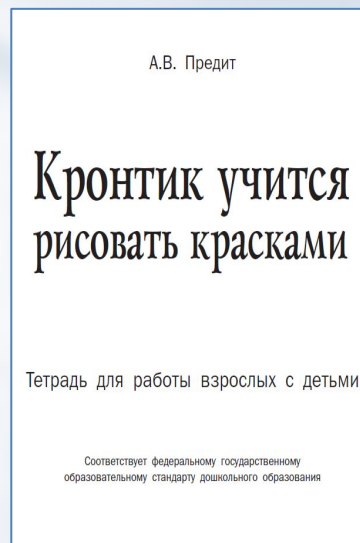 А.В. Предит
Кронтик учится
рисовать красками
Тетрадь для работы взрослых с детьми
Соответствует федеральному государственному
образовательному стандарту дошкольного образования